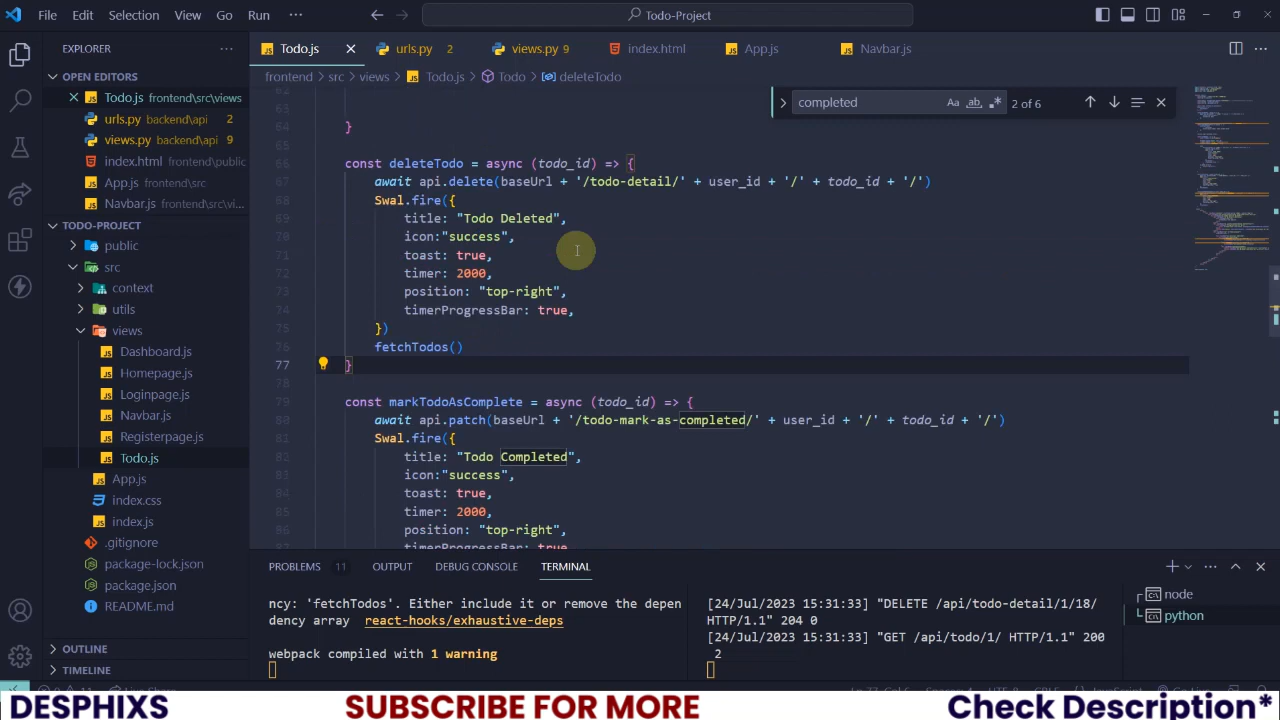 File Edit Selection View Go Run ··· Todo-Project
EXPLORER ···
OPEN EDITORS
Todo.js frontend\src\views
urls.py backend\api 2
views.py backend\api 9
index.html frontend\public
App.js frontend\src
Navbar.js frontend\src\vi...
TODO-PROJECT
public
src
context
utils
views
Dashboard.js
Homepage.js
Loginpage.js
Navbar.js
Registerpage.js
Todo.js
App.js
index.css
index.js
.gitignore
package-lock.json
package.json
README.md
OUTLINE
TIMELINE
Todo.js urls.py 2 views.py 9 index.html App.js Navbar.js
frontend > src > views > Todo.js > Todo > deleteTodo
completed Aa ab 2 of 6
63
64 }
65
66 const deleteTodo = async (todo_id) => {
67 await api.delete(baseUrl + '/todo-detail/' + user_id + '/' + todo_id + '/')
68 Swal.fire({
69 title: "Todo Deleted",
70 icon:"success",
71 toast: true,
72 timer: 2000,
73 position: "top-right",
74 timerProgressBar: true,
75 })
76 fetchTodos()
77 }
78
79 const markTodoAsComplete = async (todo_id) => {
80 await api.patch(baseUrl + '/todo-mark-as-completed/' + user_id + '/' + todo_id + '/')
81 Swal.fire({
82 title: "Todo Completed",
83 icon:"success",
84 toast: true,
85 timer: 2000,
86 position: "top-right",
87 timerProgressBar: true
PROBLEMS 11 OUTPUT DEBUG CONSOLE TERMINAL
ncy: 'fetchTodos'. Either include it or remove the depen
dency array react-hooks/exhaustive-deps
webpack compiled with 1 warning
[24/Jul/2023 15:31:33] "DELETE /api/todo-detail/1/18/
HTTP/1.1" 204 0
[24/Jul/2023 15:31:33] "GET /api/todo/1/ HTTP/1.1" 200
2
node
python
DESPHIXS SUBSCRIBE FOR MORE Check Description*